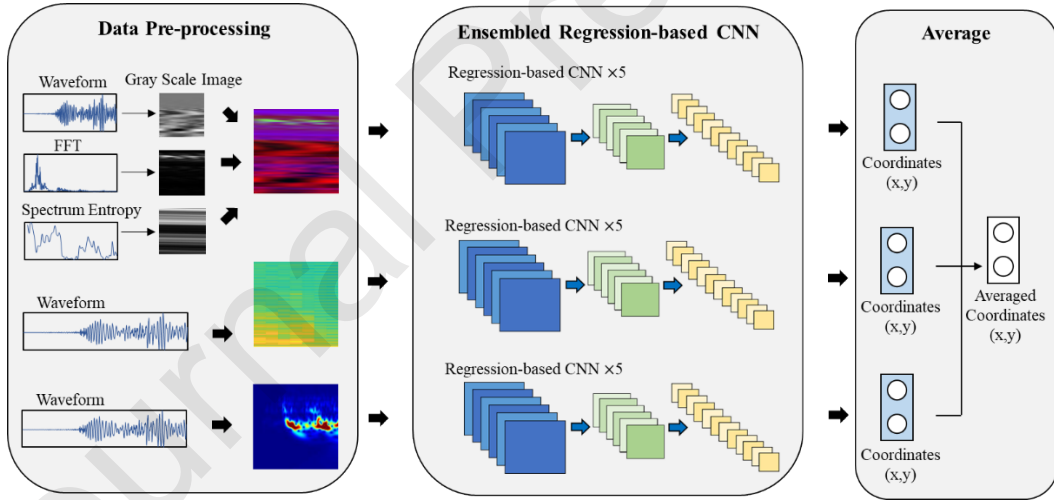 Data Pre-processing
Waveform
Gray Scale Image
FFT
Spectrum Entropy
Waveform
Waveform
Ensembled Regression-based CNN
Regression-based CNN ×5
Regression-based CNN ×5
Regression-based CNN ×5
Average
Coordinates
(x,y)
Coordinates
(x,y)
Coordinates
(x,y)
Averaged
Coordinates
(x,y)